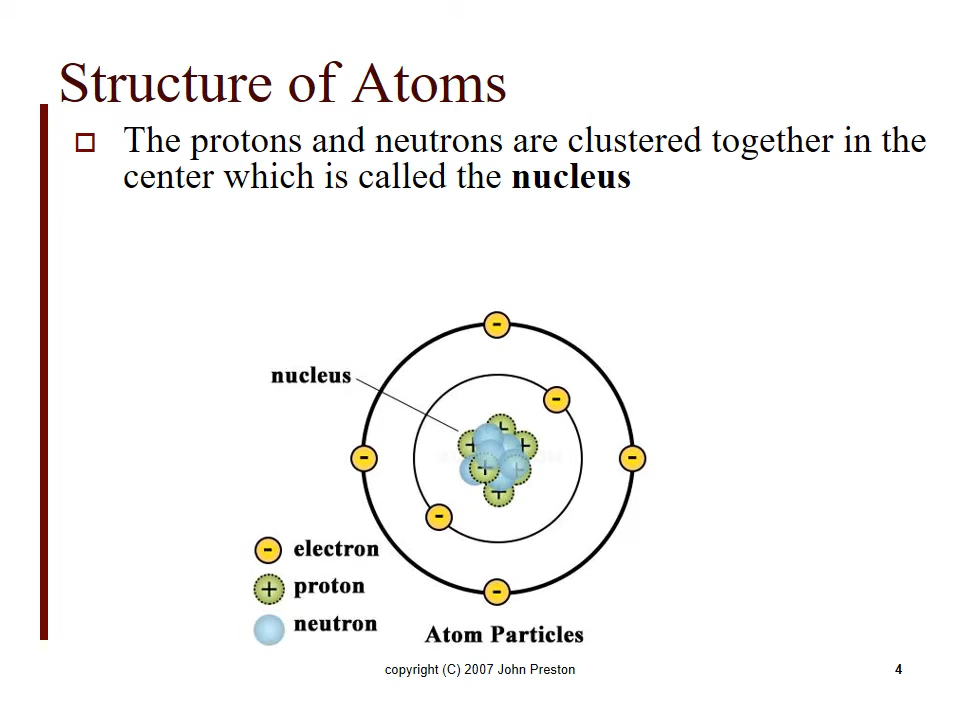 Structure of Atoms
The protons and neutrons are clustered together in the
center which is called the nucleus
nucleus
electron
proton
neutron
Atom Particles
copyright (C) 2007 John Preston
4